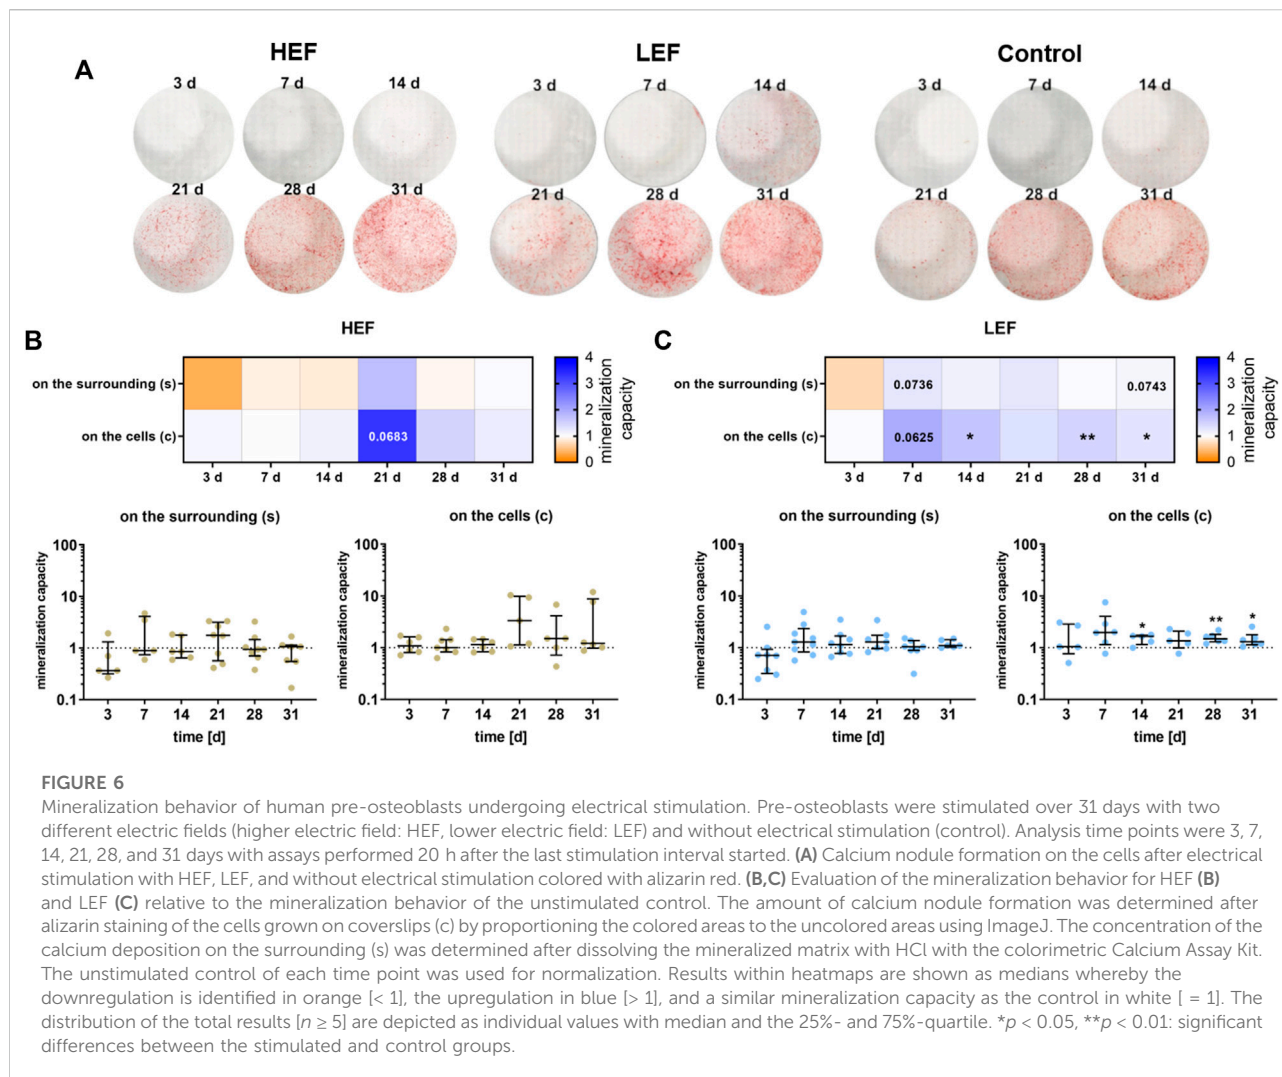 HEF LEF Control
A
3 d 7 d 14 d 3 d 7 d 14 d 3 d 7 d 14 d
21 d 28 d 31 d 21 d 28 d 31 d 21 d 28 d 31 d
B
HEF
on the surrounding (s)
on the cells (c)
0.0683
3 d 7 d 14 d 21 d 28 d 31 d
4
3
2
1
0
mineralization
capacity
C
LEF
on the surrounding (s) 0.0736 0.0743
on the cells (c) 0.0625 * ** *
3 d 7 d 14 d 21 d 28 d 31 d
4
3
2
1
0
mineralization
capacity
on the surrounding (s)
mineralization capacity
100
10
1
0.1
3 7 14 21 28 31
time [d]
on the cells (c)
mineralization capacity
100
10
1
0.1
3 7 14 21 28 31
time [d]
on the surrounding (s)
mineralization capacity
100
10
1
0.1
3 7 14 21 28 31
time [d]
on the cells (c)
mineralization capacity
100
10
1
0.1
* ** *
3 7 14 21 28 31
time [d]
FIGURE 6
Mineralization behavior of human pre-osteoblasts undergoing electrical stimulation. Pre-osteoblasts were stimulated over 31 days with two
different electric fields (higher electric field: HEF, lower electric field: LEF) and without electrical stimulation (control). Analysis time points were 3, 7,
14, 21, 28, and 31 days with assays performed 20 h after the last stimulation interval started. (A) Calcium nodule formation on the cells after electrical
stimulation with HEF, LEF, and without electrical stimulation colored with alizarin red. (B,C) Evaluation of the mineralization behavior for HEF (B)
and LEF (C) relative to the mineralization behavior of the unstimulated control. The amount of calcium nodule formation was determined after
alizarin staining of the cells grown on coverslips (c) by proportioning the colored areas to the uncolored areas using ImageJ. The concentration of the
calcium deposition on the surrounding (s) was determined after dissolving the mineralized matrix with HCl with the colorimetric Calcium Assay Kit.
The unstimulated control of each time point was used for normalization. Results within heatmaps are shown as medians whereby the
downregulation is identified in orange [< 1], the upregulation in blue [> 1], and a similar mineralization capacity as the control in white [ = 1]. The
distribution of the total results [n ≥ 5] are depicted as individual values with median and the 25%- and 75%-quartile. *p < 0.05, **p < 0.01: significant
differences between the stimulated and control groups.